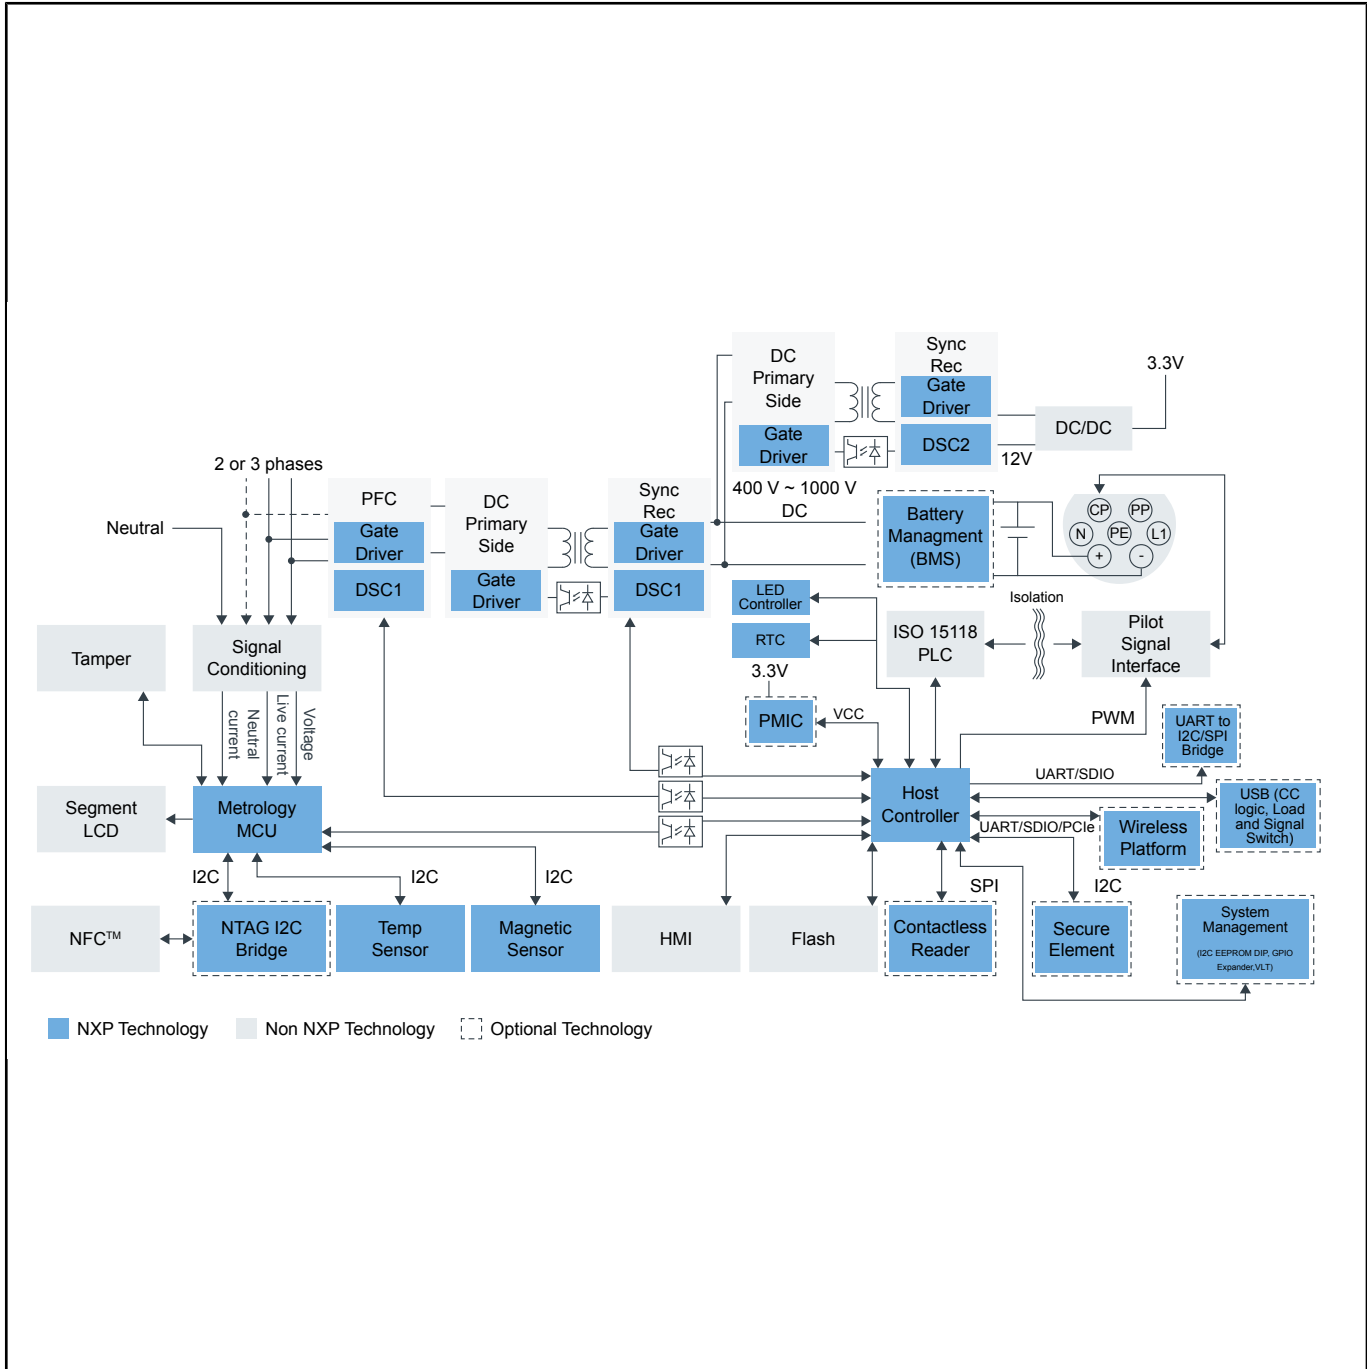 DC
Primary
Side
Gate
Driver
Sync
Rec
Gate
Driver
DSC2
3.3V
DC/DC
12V
2 or 3 phases
Neutral
PFC
Gate
Driver
DSC1
DC
Primary
Side
Gate
Driver
Sync
Rec
Gate
Driver
DSC1
400 V ~ 1000 V
DC
Battery
Managment
(BMS)
CP
PP
N
PE
L1
+
-
LED
Controller
RTC
3.3V
PMIC
VCC
ISO 15118
PLC
Isolation
Pilot
Signal
Interface
PWM
Tamper
Signal
Conditioning
Neutral
current
Live current
Voltage
UART to
I2C/SPI
Bridge
UART/SDIO
Segment
LCD
Metrology
MCU
Host
Controller
USB (CC
logic, Load
and Signal
Switch)
UART/SDIO/PCIe
Wireless
Platform
I2C
I2C
I2C
SPI
I2C
NFC™
NTAG I2C
Bridge
Temp
Sensor
Magnetic
Sensor
HMI
Flash
Contactless
Reader
Secure
Element
System
Management
(I2C EEPROM DIP, GPIO
Expander,VLT)
NXP Technology
Non NXP Technology
Optional Technology